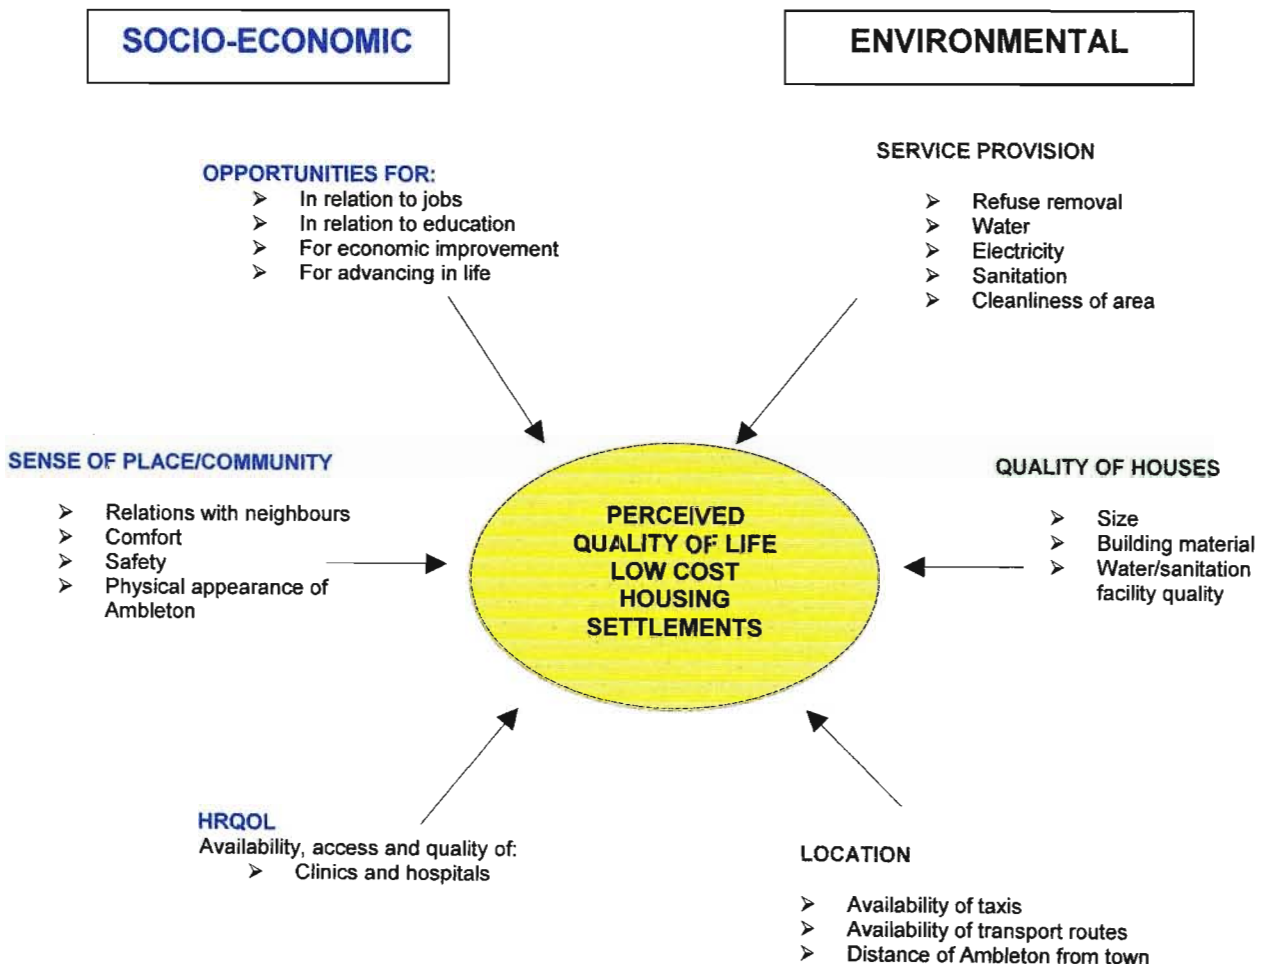 SOCIO-ECONOMIC
ENVIRONMENTAL
OPPORTUNITIES FOR:
➢ In relation to jobs
➢ In relation to education
➢ For economic improvement
➢ For advancing in life
SERVICE PROVISION
➢ Refuse removal
➢ Water
➢ Electricity
➢ Sanitation
➢ Cleanliness of area
SENSE OF PLACE/COMMUNITY
➢ Relations with neighbours
➢ Comfort
➢ Safety
➢ Physical appearance of
Ambleton
PERCEIVED
QUALITY OF LIFE
LOW COST
HOUSING
SETTLEMENTS
QUALITY OF HOUSES
➢ Size
➢ Building material
➢ Water/sanitation
facility quality
HRQOL
Availability, access and quality of:
➢ Clinics and hospitals
LOCATION
➢ Availability of taxis
➢ Availability of transport routes
➢ Distance of Ambleton from town